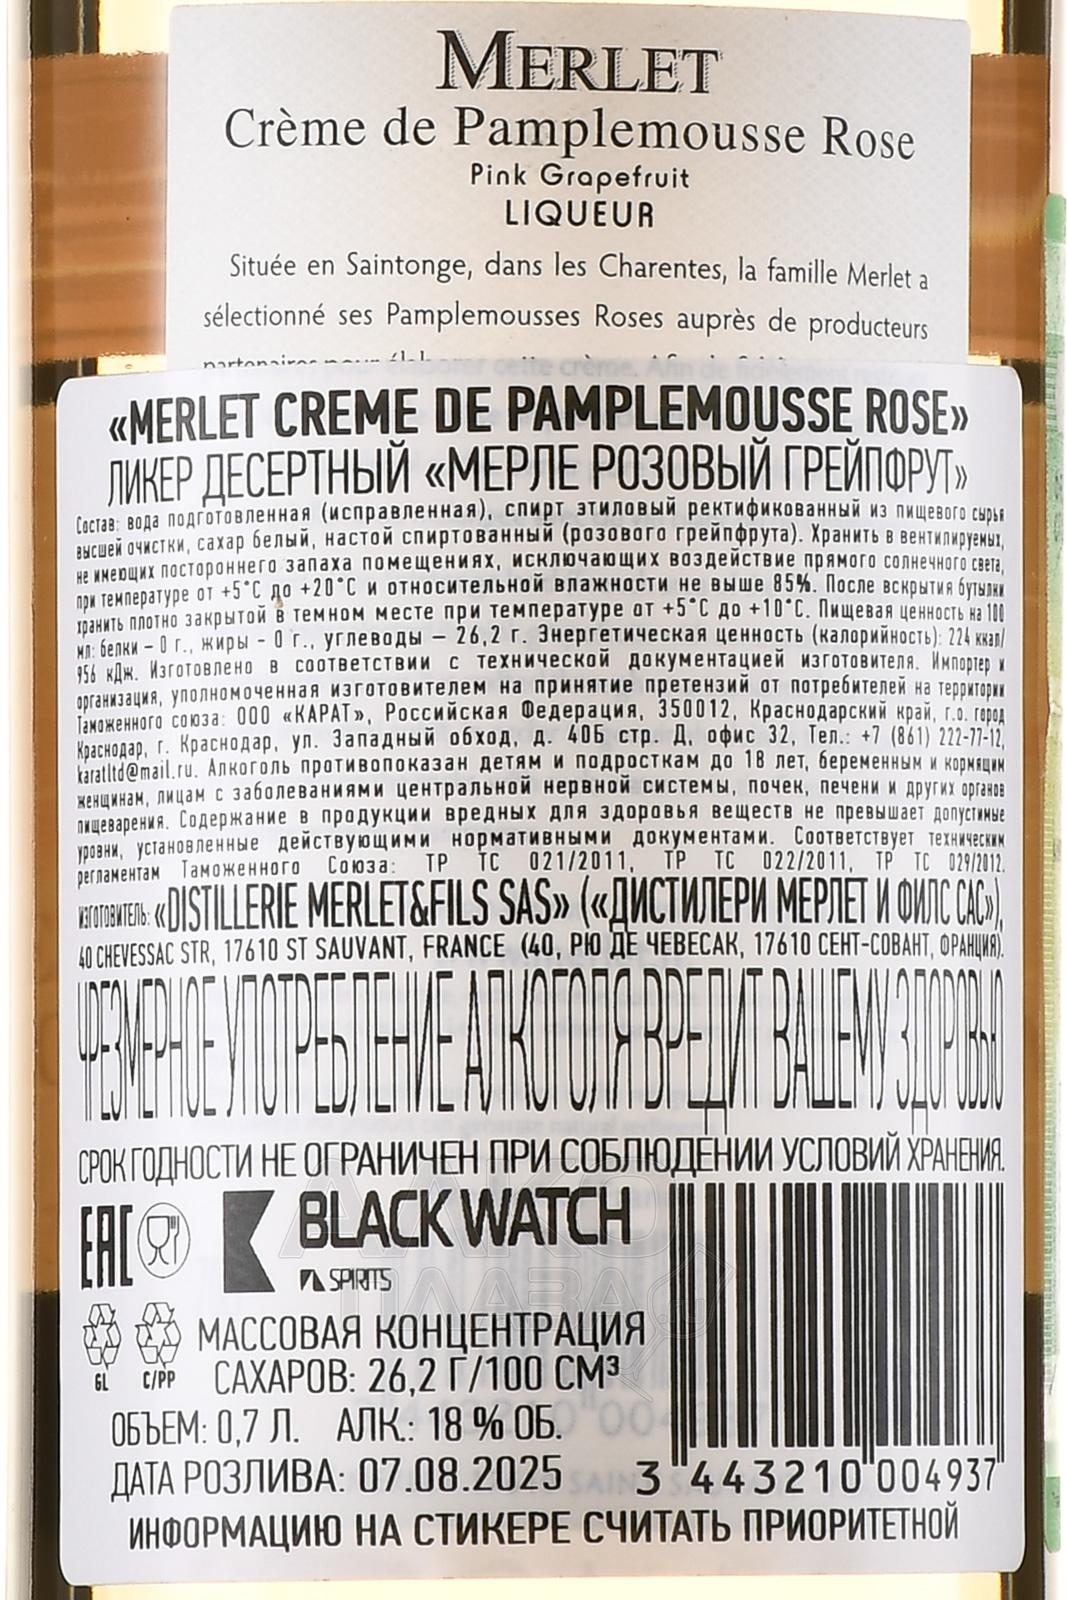 MERLET
Crème de Pamplemousse Rose
Pink Grapefruit
LIQUEUR
Située en Saintonge, dans les Charentes, la famille Merlet a
sélectionné ses Pamplemousses Roses auprès de producteurs
«MERLET CREME DE PAMPLEMOUSSE ROSE»
ЛИКЕР ДЕСЕРТНЫЙ «МЕРЛЕ РОЗОВЫЙ ГРЕЙПФРУТ»
Состав: вода подготовленная (исправленная), спирт этиловый ректификованный из пищевого сырья
высшей очистки, сахар белый, настой спиртованный (розового грейпфрута). Хранить в вентилируемых,
не имеющих постороннего запаха помещениях, исключающих воздействие прямого солнечного света,
при температуре от +5°С до +20°С и относительной влажности не выше 85%. После вскрытия бутылки
хранить плотно закрытой в темном месте при температуре от +5°С до +10°С. Пищевая ценность на 100
мл: белки – 0 г., жиры – 0 г., углеводы – 26,2 г. Энергетическая ценность (калорийность): 224 ккал/
956 кДж. Изготовлено в соответствии с технической документацией изготовителя. Импортер и
организация, уполномоченная изготовителем на принятие претензий от потребителей на территории
Таможенного союза: ООО «КАРАТ», Российская Федерация, 350012, Краснодарский край, г.о. город
Краснодар, г. Краснодар, ул. Западный обход, д. 40Б стр. Д, офис 32, Тел.: +7 (861) 222-77-12,
karatltd@mail.ru. Алкоголь противопоказан детям и подросткам до 18 лет, беременным и кормящим
женщинам, лицам с заболеваниями центральной нервной системы, почек, печени и других органов
пищеварения. Содержание в продукции вредных для здоровья веществ не превышает допустимые
уровни, установленные действующими нормативными документами. Соответствует техническим
регламентам Таможенного Союза: ТР ТС 021/2011, ТР ТС 022/2011, ТР ТС 029/2012.
ИЗГОТОВИТЕЛЬ: «DISTILLERIE MERLET&FILS SAS» («ДИСТИЛЕРИ МЕРЛЕТ И ФИЛС САС»),
40 CHEVESSAC STR, 17610 ST SAUVANT, FRANCE (40, РЮ ДЕ ЧЕВЕСАК, 17610 СЕНТ-СОВАНТ, ФРАНЦИЯ).
ЧРЕЗМЕРНОЕ УПОТРЕБЛЕНИЕ АЛКОГОЛЯ ВРЕДИТ ВАШЕМУ ЗДОРОВЬЮ
СРОК ГОДНОСТИ НЕ ОГРАНИЧЕН ПРИ СОБЛЮДЕНИИ УСЛОВИЙ ХРАНЕНИЯ.
EAC
BLACK WATCH
SPIRITS
GL C/PP
МАССОВАЯ КОНЦЕНТРАЦИЯ
САХАРОВ: 26,2 Г/100 СМ³
ОБЪЕМ: 0,7 Л. АЛК.: 18 % ОБ.
ДАТА РОЗЛИВА: 07.08.2025
3 443210 004937
ИНФОРМАЦИЮ НА СТИКЕРЕ СЧИТАТЬ ПРИОРИТЕТНОЙ